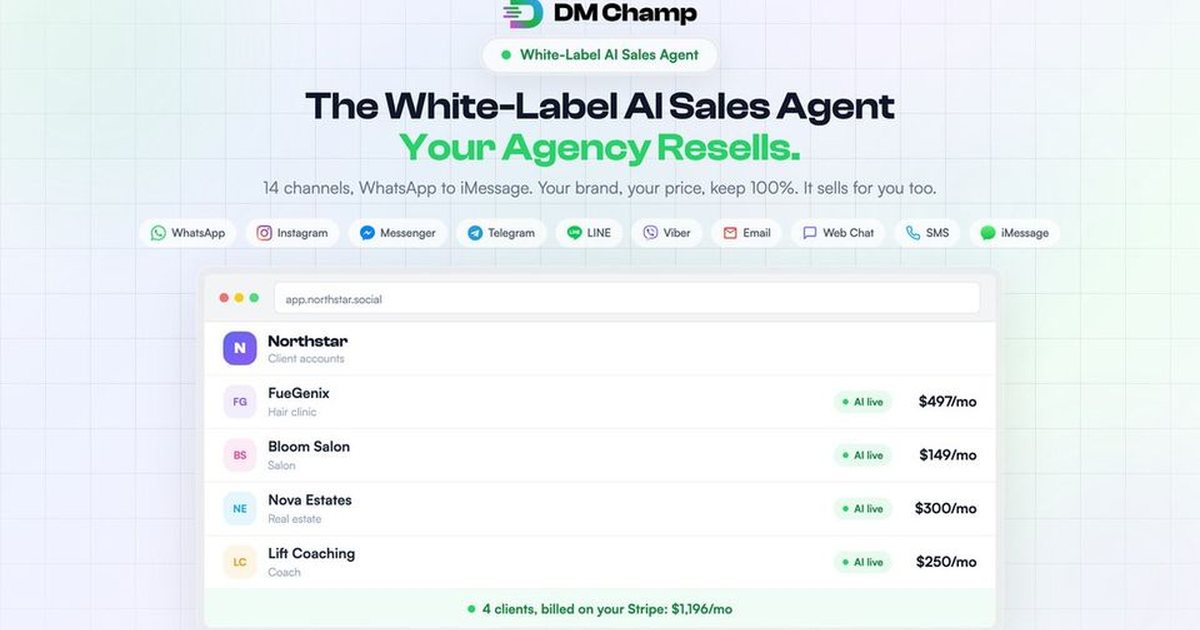 DM Champ
White-Label AI Sales Agent
The White-Label AI Sales Agent
Your Agency Resells.
14 channels, WhatsApp to iMessage. Your brand, your price, keep 100%. It sells for you too.
WhatsApp Instagram Messenger Telegram LINE Viber Email Web Chat SMS iMessage
app.northstar.social
N Northstar
Client accounts
FG FueGenix AI live $497/mo
Hair clinic
BS Bloom Salon AI live $149/mo
Salon
NE Nova Estates AI live $300/mo
Real estate
LC Lift Coaching AI live $250/mo
Coach
4 clients, billed on your Stripe: $1,196/mo